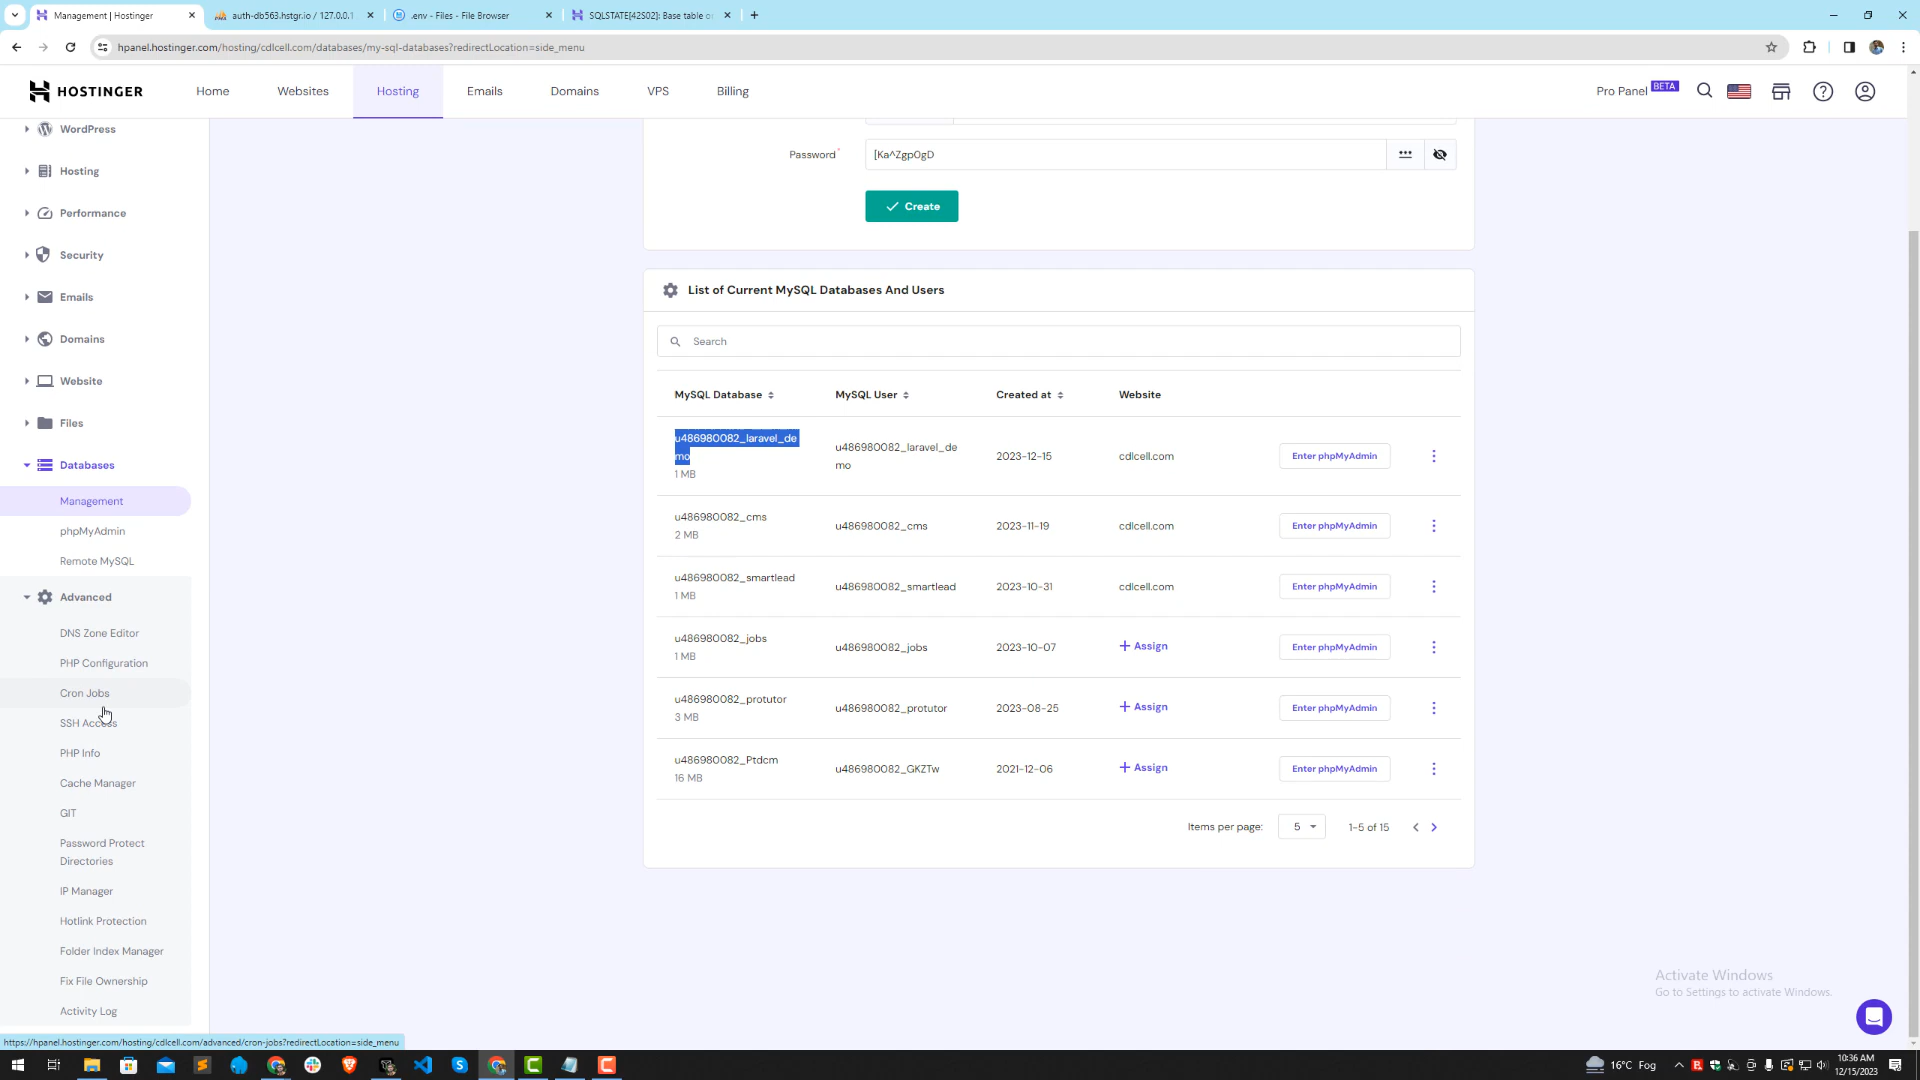 Management | Hostinger
auth-db563.hstgr.io / 127.0.0.1
.env - Files - File Browser
SQLSTATE[42S02]: Base table o
hpanel.hostinger.com/hosting/cdlcell.com/databases/my-sql-databases?redirectLocation=side_menu
HOSTINGER
Home
Websites
Hosting
Emails
Domains
VPS
Billing
Pro Panel BETA
WordPress
Hosting
Performance
Security
Emails
Domains
Website
Files
Databases
Management
phpMyAdmin
Remote MySQL
Advanced
DNS Zone Editor
PHP Configuration
Cron Jobs
SSH Access
PHP Info
Cache Manager
GIT
Password Protect
Directories
IP Manager
Hotlink Protection
Folder Index Manager
Fix File Ownership
Activity Log
Password*
[Ka^Zgp0gD
Create
List of Current MySQL Databases And Users
Search
MySQL Database MySQL User Created at Website
u486980082_laravel_de
mo
1 MB
u486980082_laravel_de
mo
2023-12-15
cdlcell.com
Enter phpMyAdmin
u486980082_cms
2 MB
u486980082_cms
2023-11-19
cdlcell.com
Enter phpMyAdmin
u486980082_smartlead
1 MB
u486980082_smartlead
2023-10-31
cdlcell.com
Enter phpMyAdmin
u486980082_jobs
1 MB
u486980082_jobs
2023-10-07
+ Assign
Enter phpMyAdmin
u486980082_protutor
3 MB
u486980082_protutor
2023-08-25
+ Assign
Enter phpMyAdmin
u486980082_Ptdcm
16 MB
u486980082_GKZTw
2021-12-06
+ Assign
Enter phpMyAdmin
Items per page: 5 1-5 of 15
Activate Windows
Go to Settings to activate Windows.
https://hpanel.hostinger.com/hosting/cdlcell.com/advanced/cron-jobs?redirectLocation=side_menu
16°C Fog
10:36 AM
12/15/2023